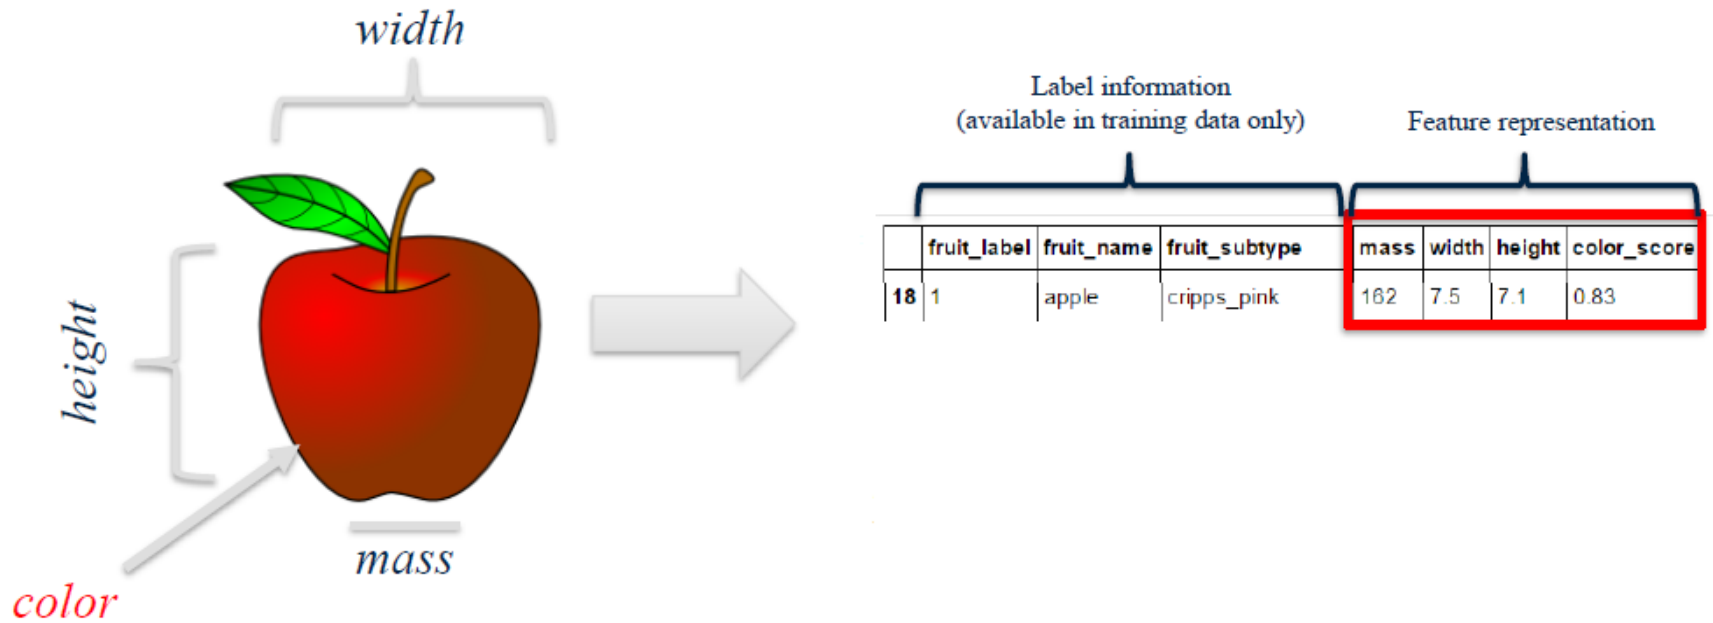 width
height
color
mass
Label information
(available in training data only)
Feature representation
fruit_label fruit_name fruit_subtype mass width height color_score
18 1 apple cripps_pink 162 7.5 7.1 0.83